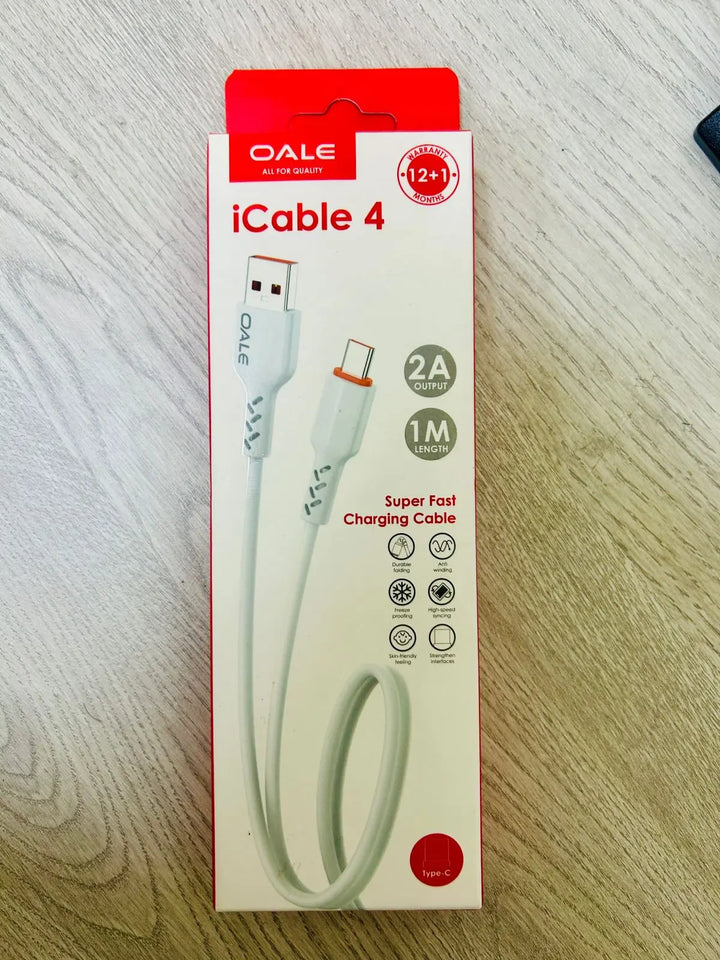 OALE
ALL FOR QUALITY
WARRANTY
12+1
MONTHS
iCable 4
OALE
2A
OUTPUT
1M
LENGTH
Super Fast
Charging Cable
Durable
folding
Anti
winding
Freeze
proofing
High-speed
syncing
Skin-friendly
feeling
Strengthen
interfaces
Type-C